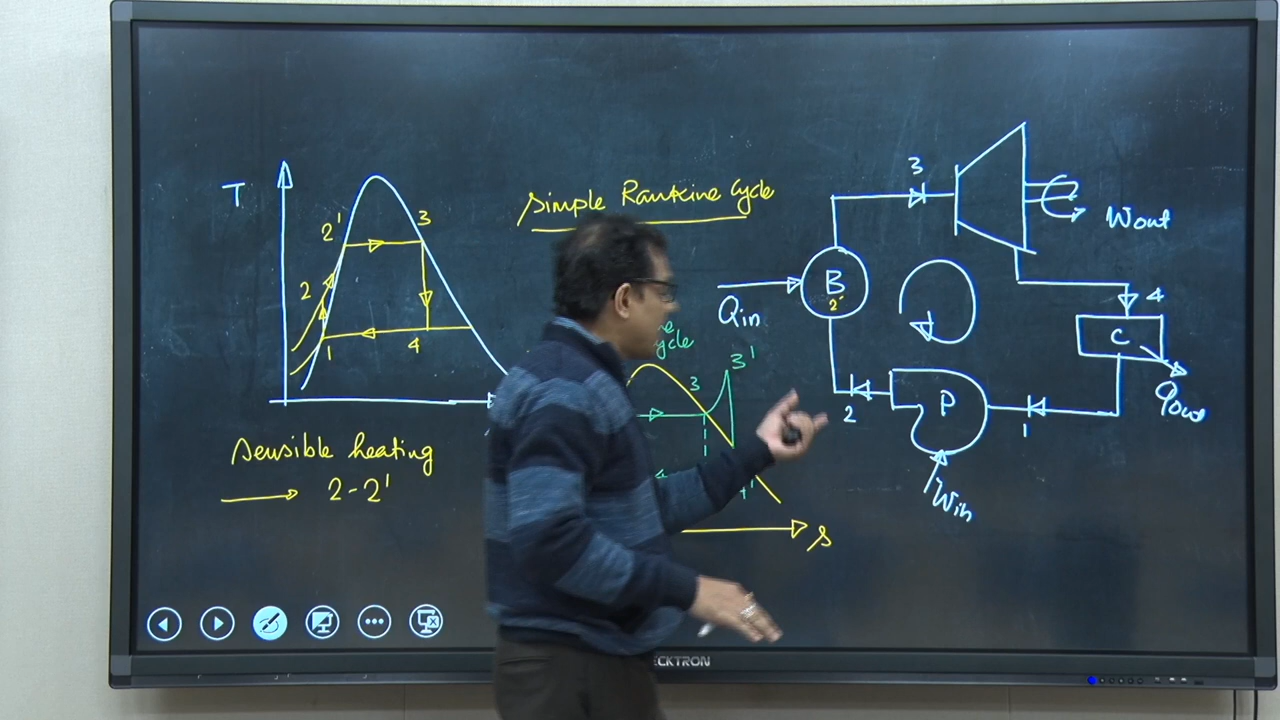 Simple Rankine Cycle
T
2'
3
2
1
4
Sensible heating
2-2'
cycle
3
3'
s
3
Wout
B
2'
Qin
4
C
Qout
P
2
1
Win